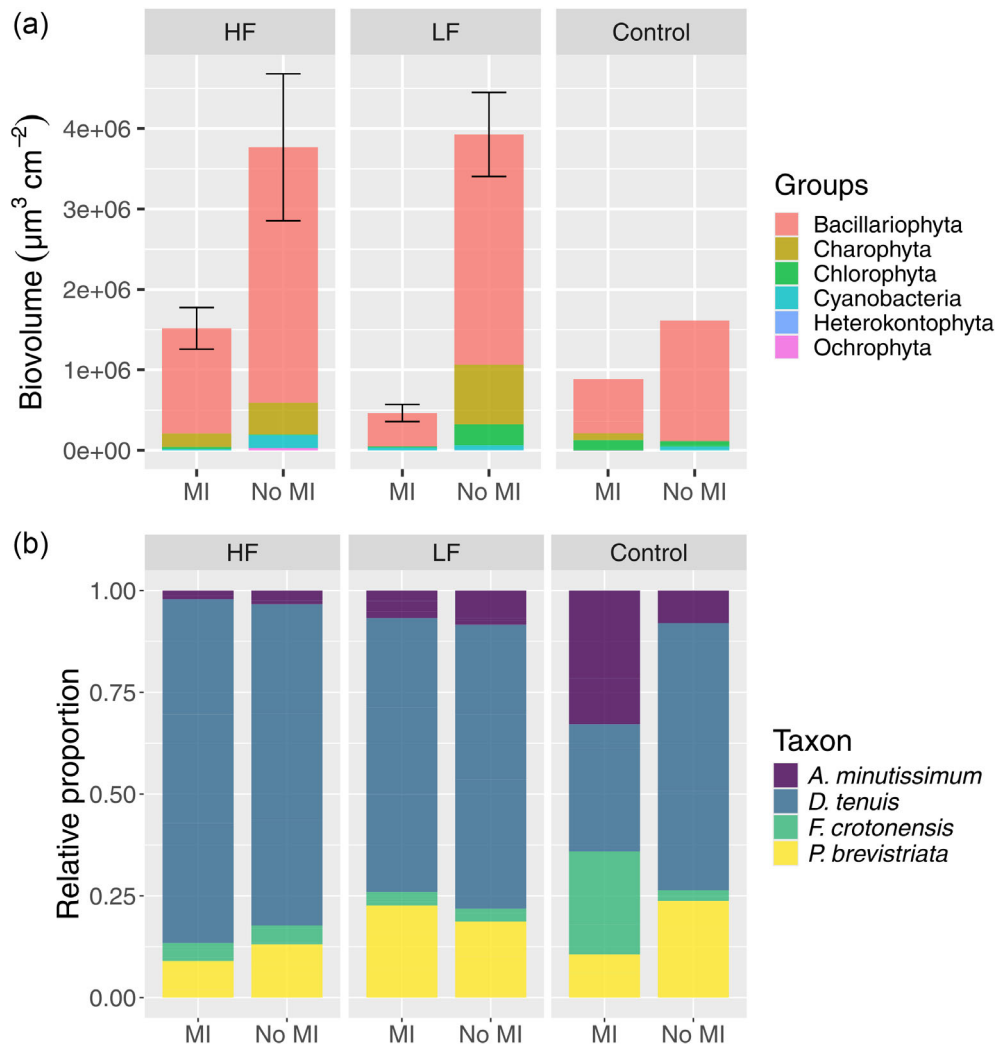 (a)
HF LF Control
Biovolume (µm³ cm⁻²)
4e+06
3e+06
2e+06
1e+06
0e+00
MI No MI MI No MI MI No MI
Groups
Bacillariophyta
Charophyta
Chlorophyta
Cyanobacteria
Heterokontophyta
Ochrophyta
(b)
HF LF Control
Relative proportion
1.00
0.75
0.50
0.25
0.00
MI No MI MI No MI MI No MI
Taxon
A. minutissimum
D. tenuis
F. crotonensis
P. brevistriata